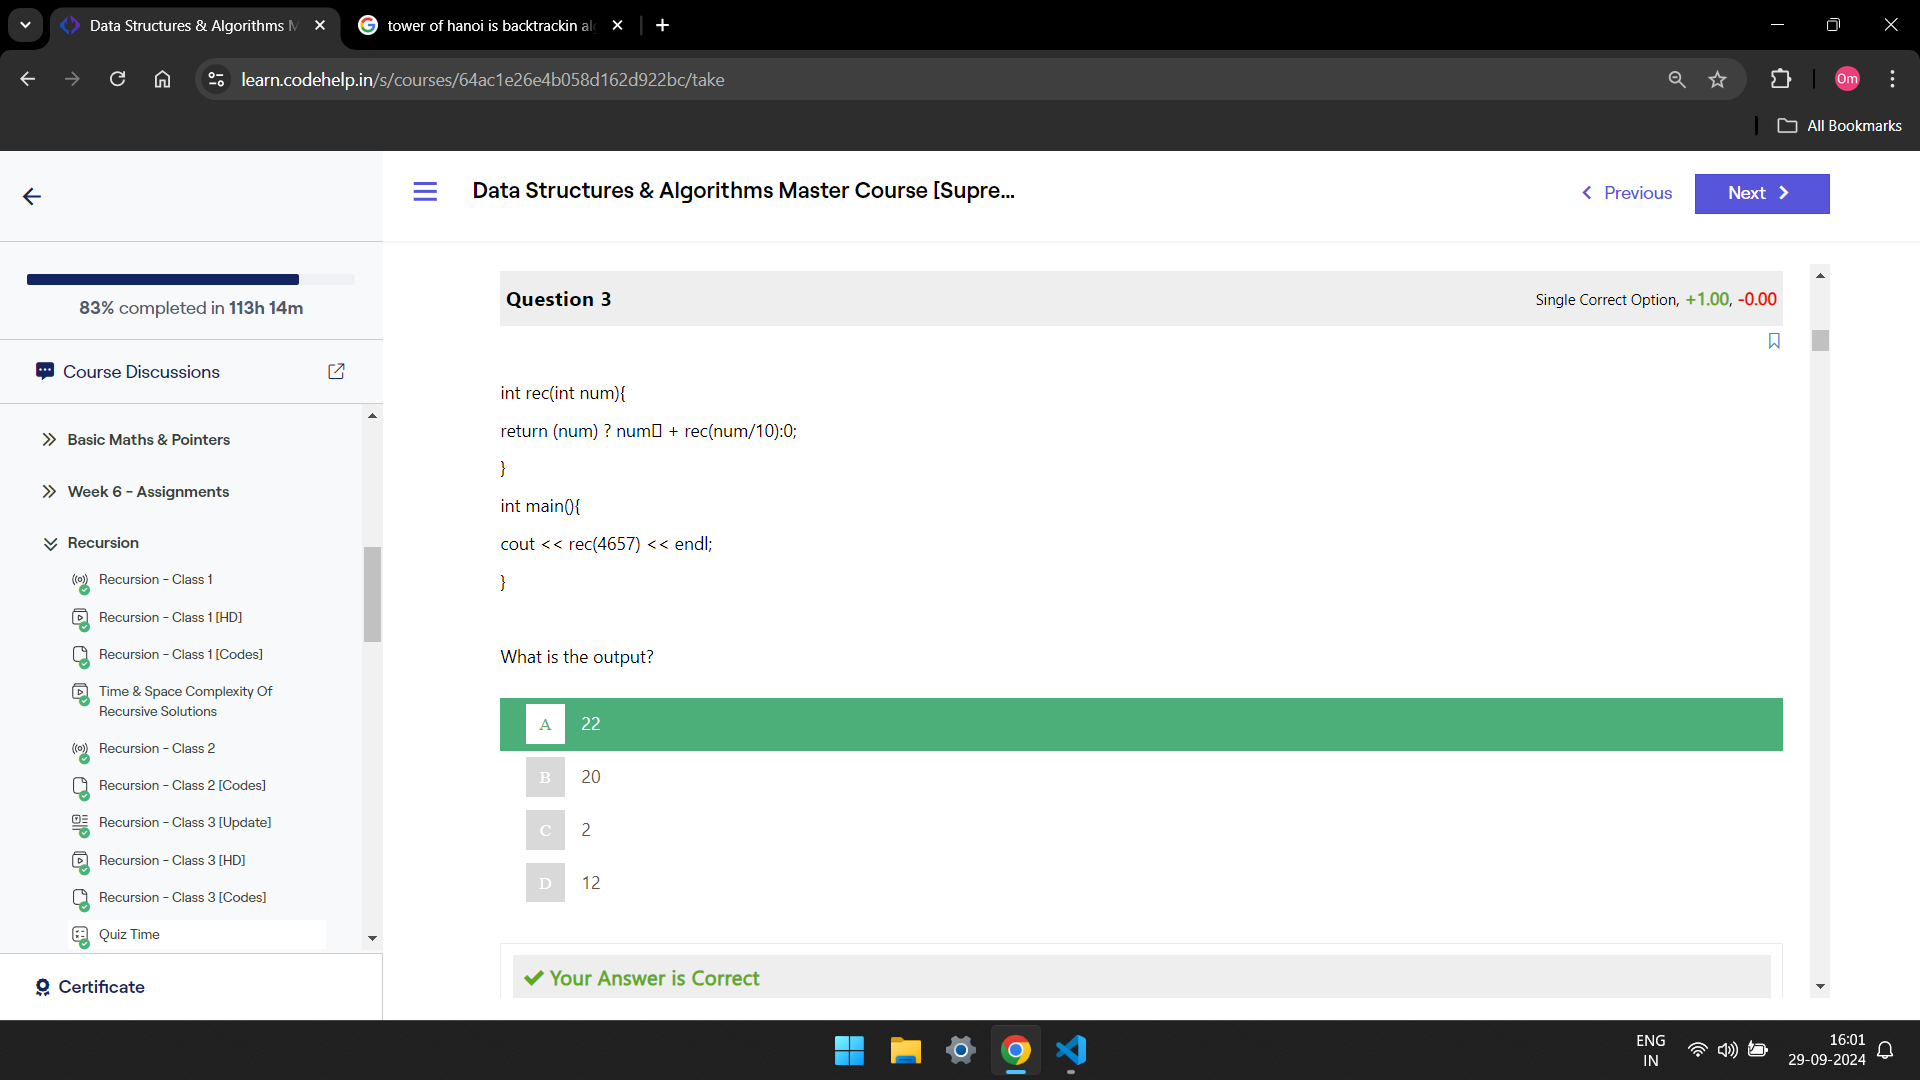 Data Structures & Algorithms M
tower of hanoi is backtrackin al
learn.codehelp.in/s/courses/64ac1e26e4b058d162d922bc/take
Om
All Bookmarks
Data Structures & Algorithms Master Course [Supre...
Previous
Next
83% completed in 113h 14m
Course Discussions
Basic Maths & Pointers
Week 6 - Assignments
Recursion
Recursion - Class 1
Recursion - Class 1 [HD]
Recursion - Class 1 [Codes]
Time & Space Complexity Of
Recursive Solutions
Recursion - Class 2
Recursion - Class 2 [Codes]
Recursion - Class 3 [Update]
Recursion - Class 3 [HD]
Recursion - Class 3 [Codes]
Quiz Time
Certificate
Question 3
Single Correct Option, +1.00, -0.00
int rec(int num){
return (num) ? num▯ + rec(num/10):0;
}
int main(){
cout << rec(4657) << endl;
}
What is the output?
A 22
B 20
C 2
D 12
Your Answer is Correct
ENG
IN
16:01
29-09-2024